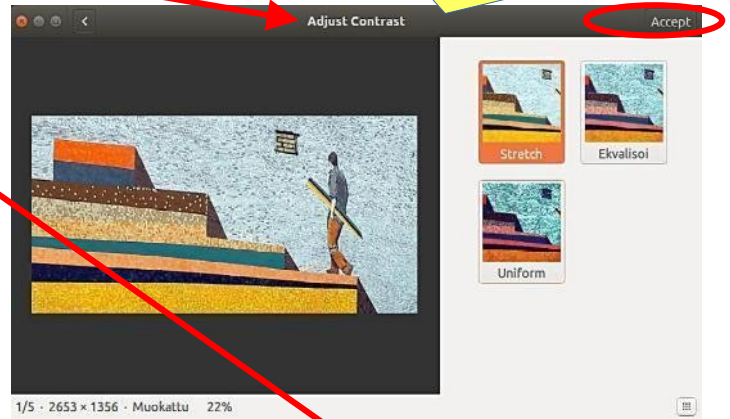 Adjust Contrast
Accept
Stretch
Ekvalisoi
Uniform
1/5 · 2653 × 1356 · Muokattu 22%